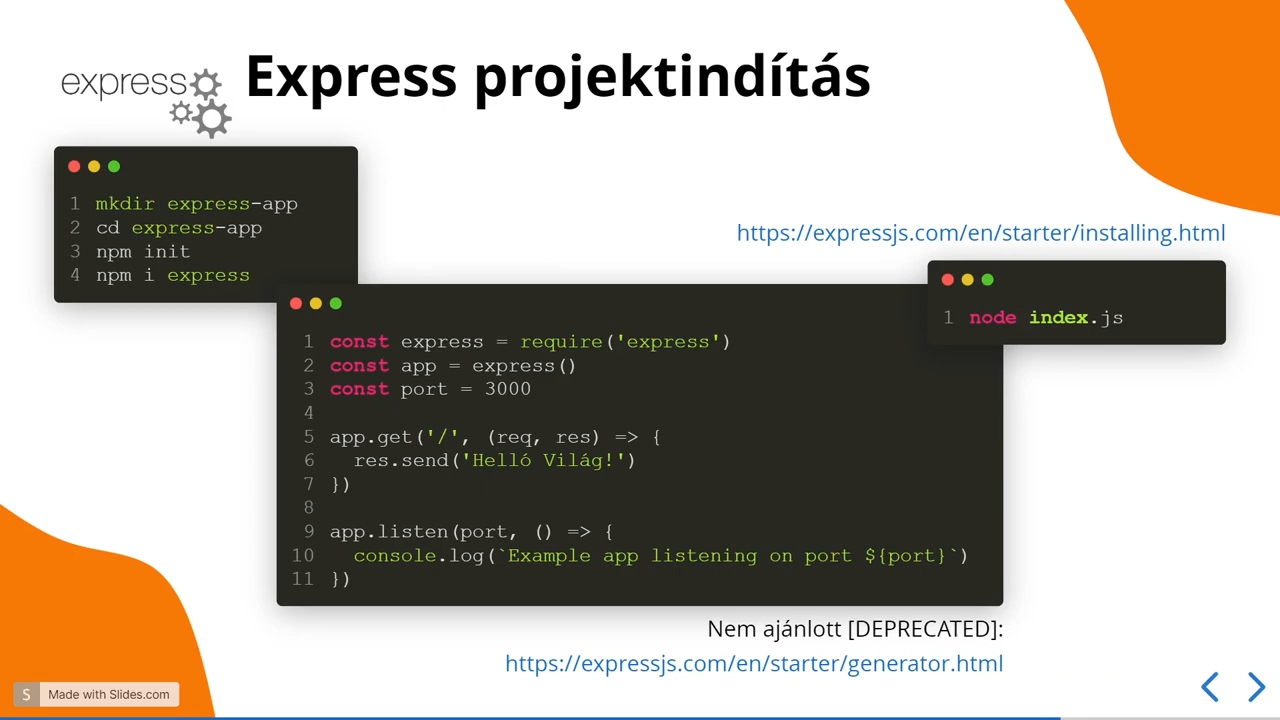 express
Express projektindítás
1 mkdir express-app
2 cd express-app
3 npm init
4 npm i express
https://expressjs.com/en/starter/installing.html
1 node index.js
1 const express = require('express')
2 const app = express()
3 const port = 3000
4
5 app.get('/', (req, res) => {
6   res.send('Helló Világ!')
7 })
8
9 app.listen(port, () => {
10   console.log(`Example app listening on port ${port}`)
11 })
Nem ajánlott [DEPRECATED]:
https://expressjs.com/en/starter/generator.html
S Made with Slides.com